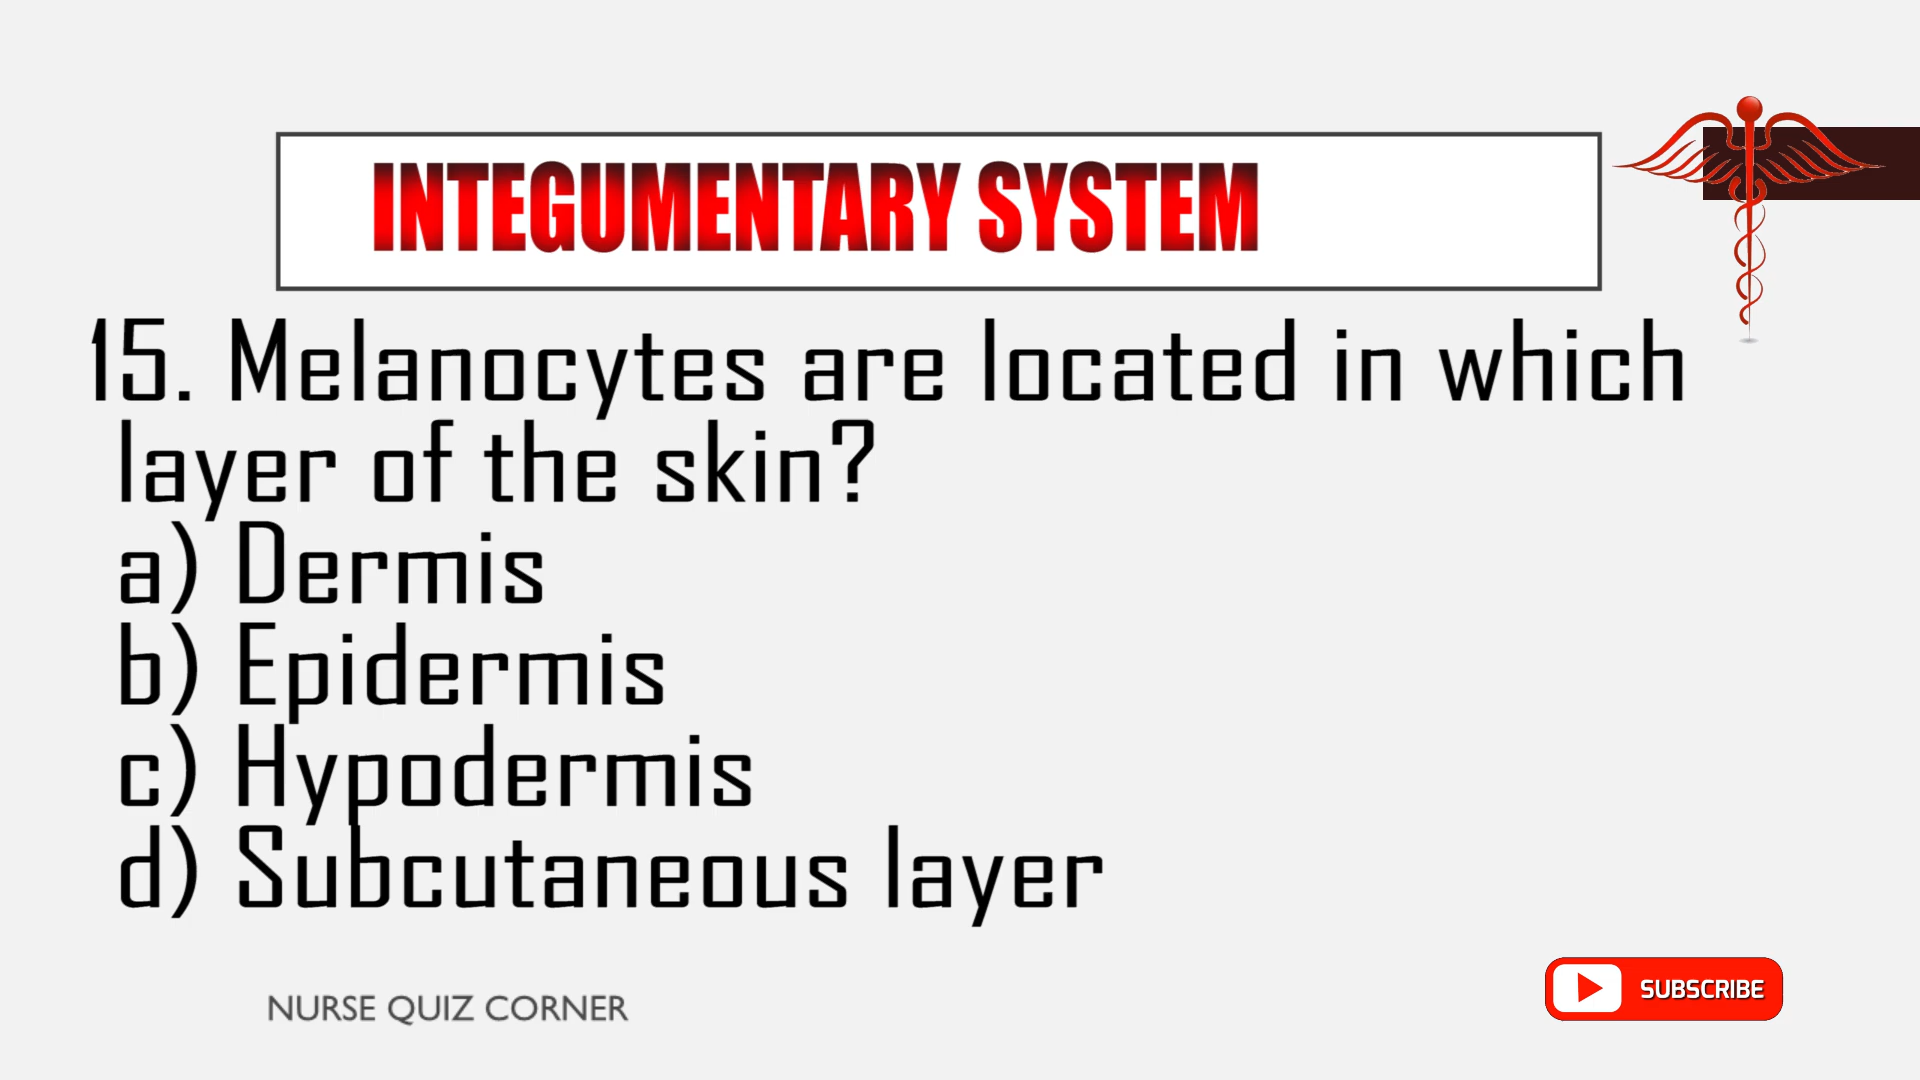 INTEGUMENTARY SYSTEM
15. Melanocytes are located in which
layer of the skin?
a) Dermis
b) Epidermis
c) Hypodermis
d) Subcutaneous layer
NURSE QUIZ CORNER
SUBSCRIBE